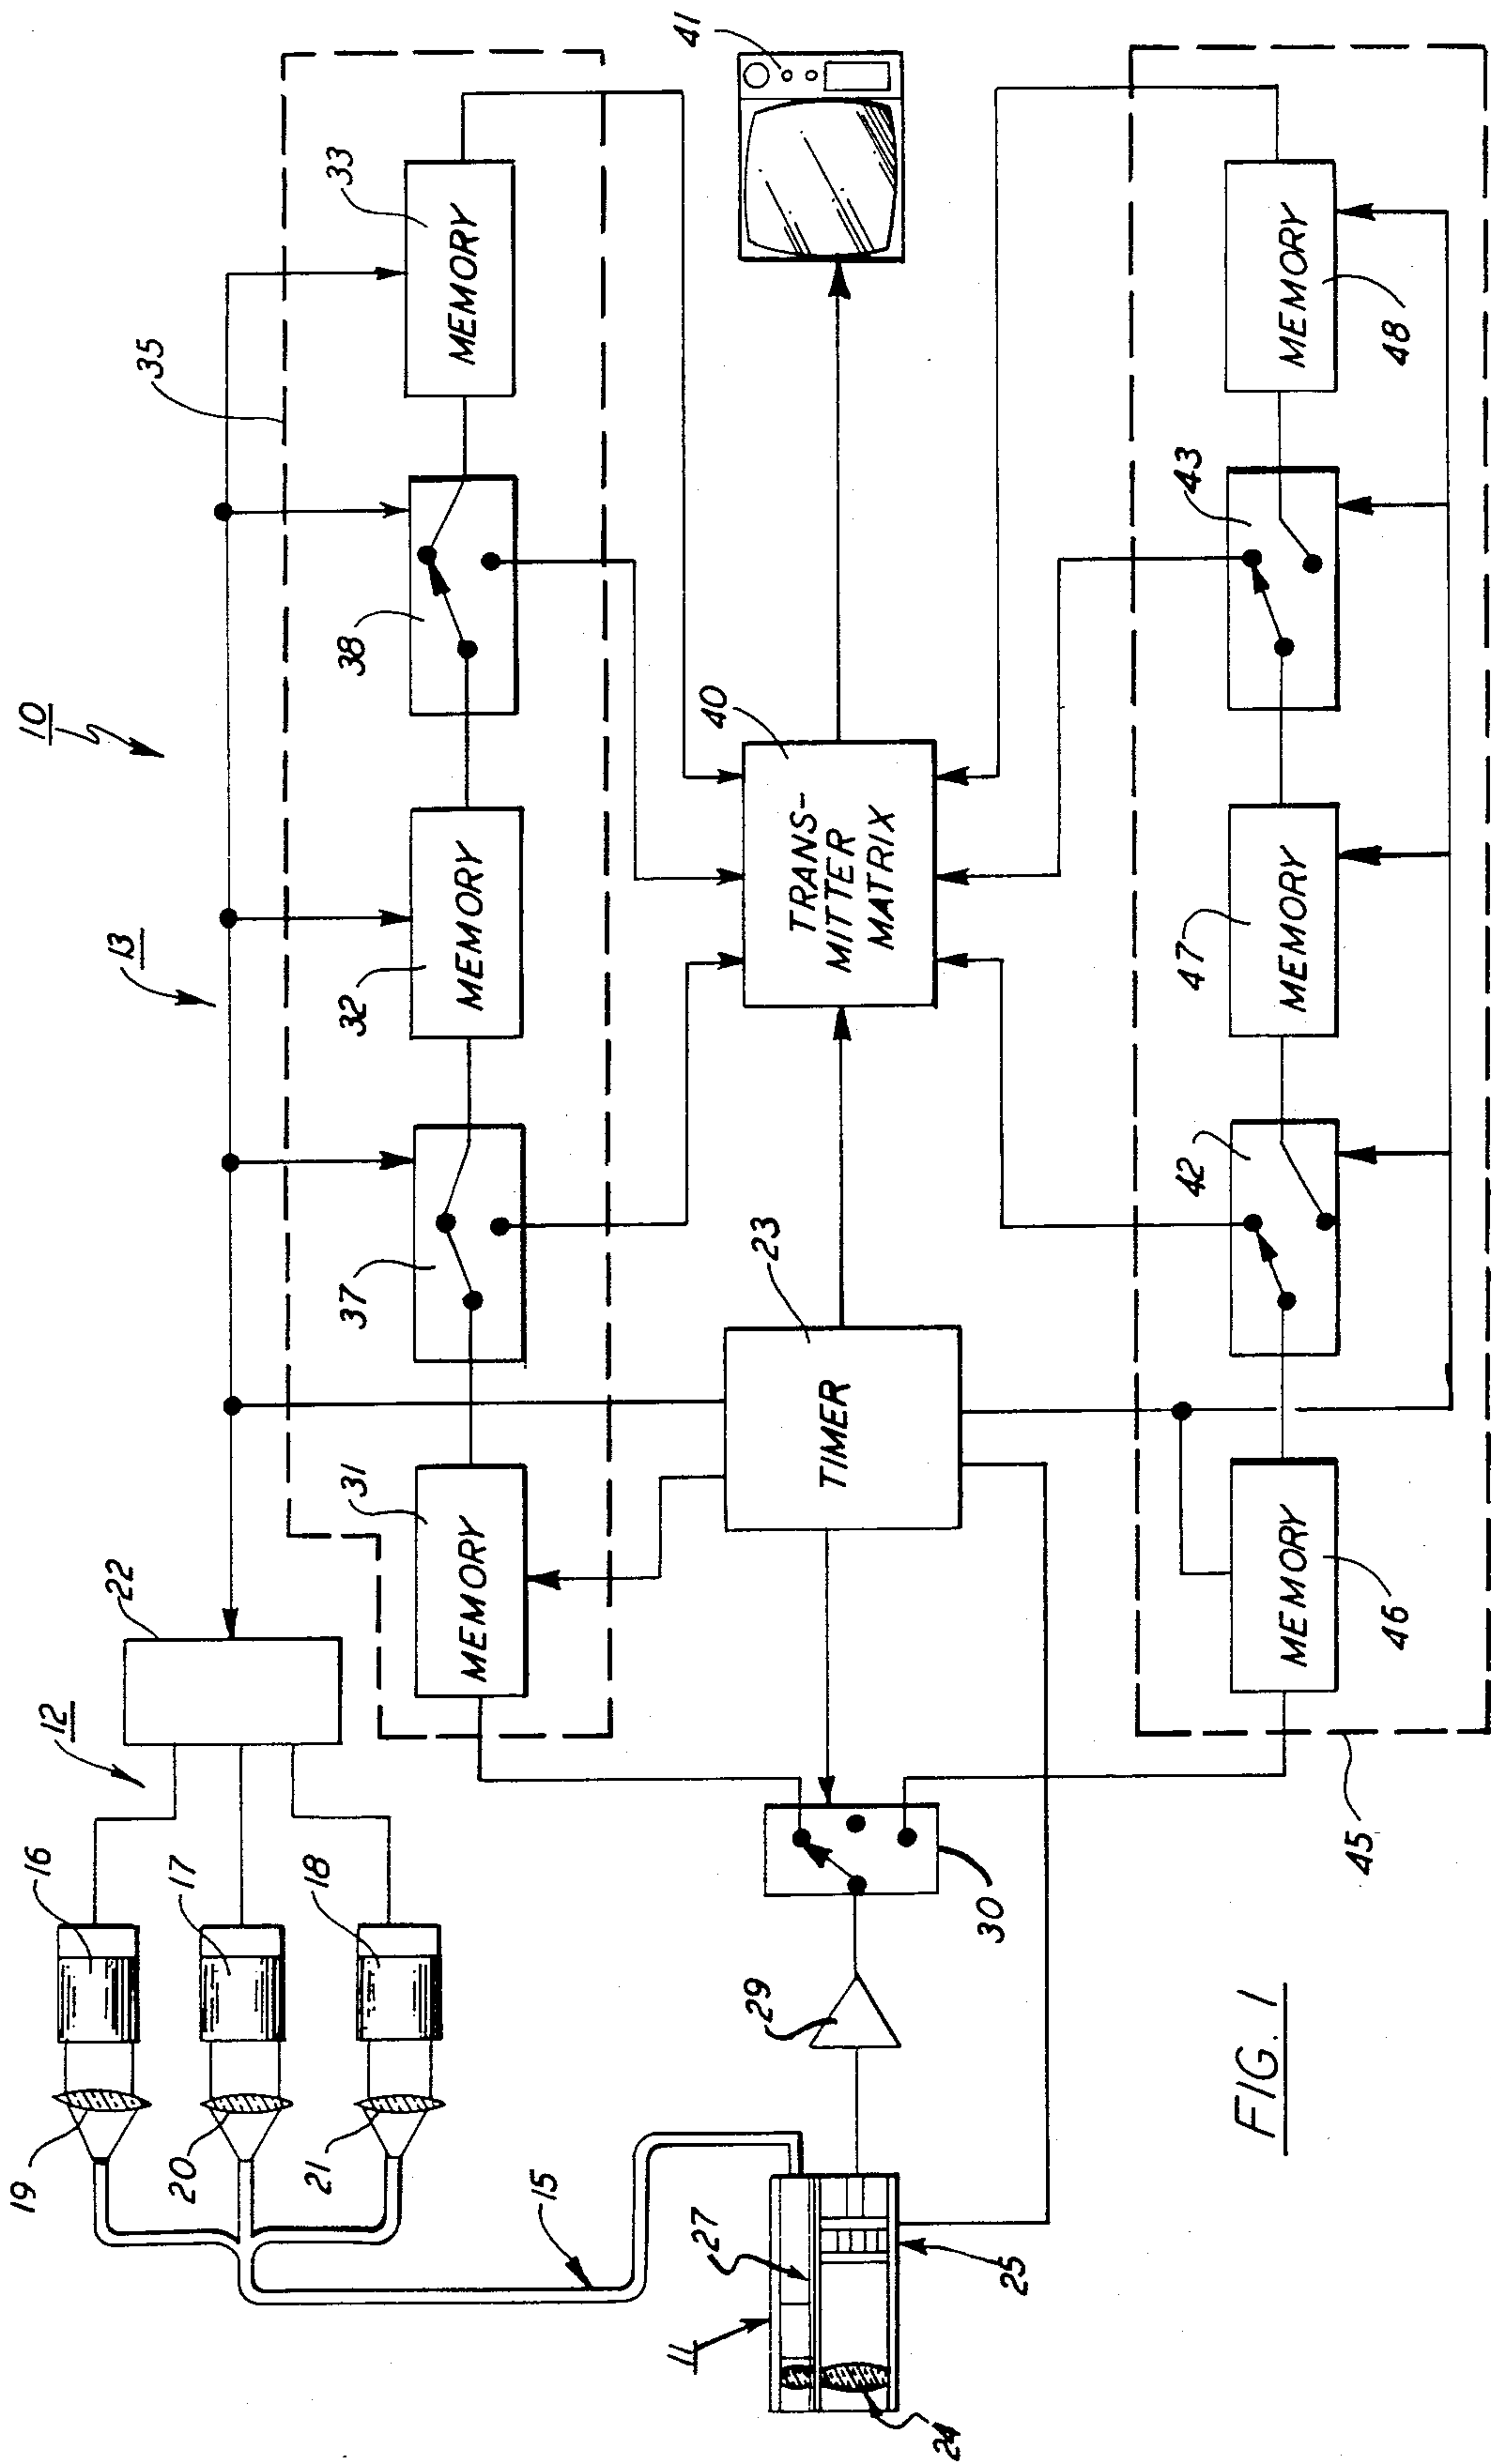 10
13
12
35
22
16
17
18
19
20
21
15
31
MEMORY
37
32
MEMORY
38
33
MEMORY
11
27
25
24
29
30
23
TIMER
40
TRANS-
MITTER
MATRIX
41
45
46
MEMORY
42
47
MEMORY
43
48
MEMORY
FIG. 1